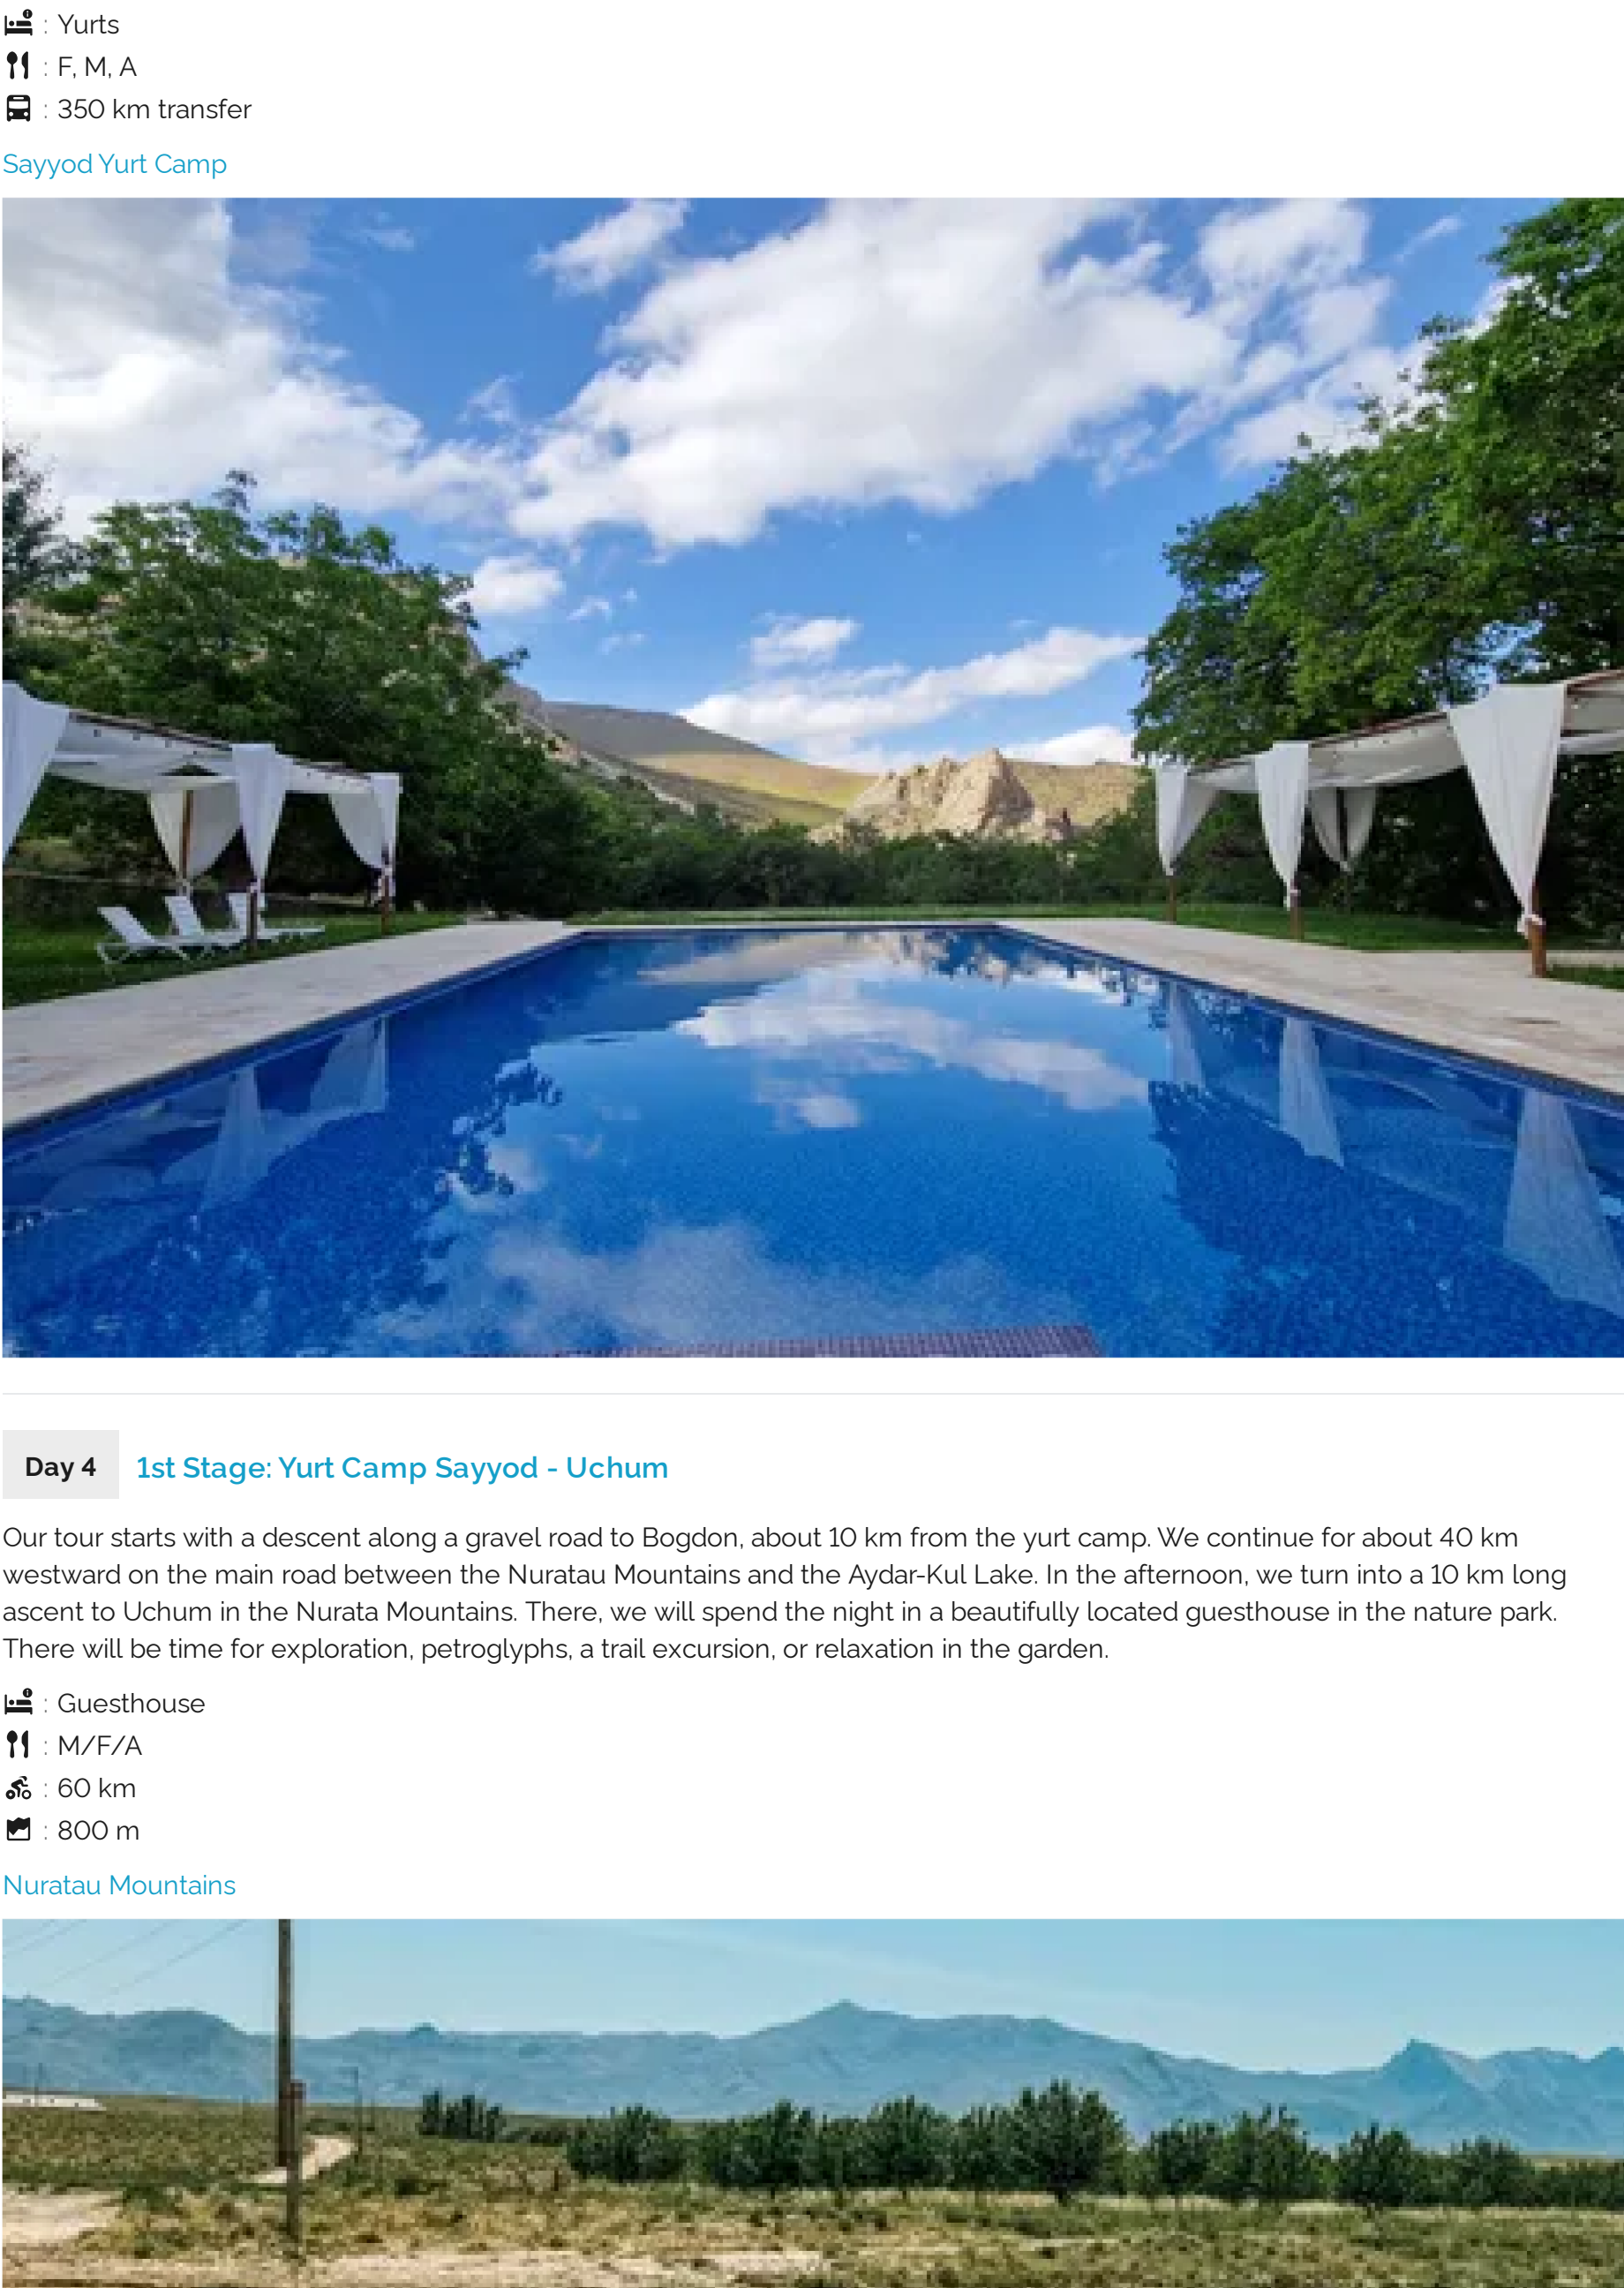 : Yurts
: F, M, A
: 350 km transfer
Sayyod Yurt Camp
Day 4
1st Stage: Yurt Camp Sayyod - Uchum
Our tour starts with a descent along a gravel road to Bogdon, about 10 km from the yurt camp. We continue for about 40 km
westward on the main road between the Nuratau Mountains and the Aydar-Kul Lake. In the afternoon, we turn into a 10 km long
ascent to Uchum in the Nurata Mountains. There, we will spend the night in a beautifully located guesthouse in the nature park.
There will be time for exploration, petroglyphs, a trail excursion, or relaxation in the garden.
: Guesthouse
: M/F/A
: 60 km
: 800 m
Nuratau Mountains